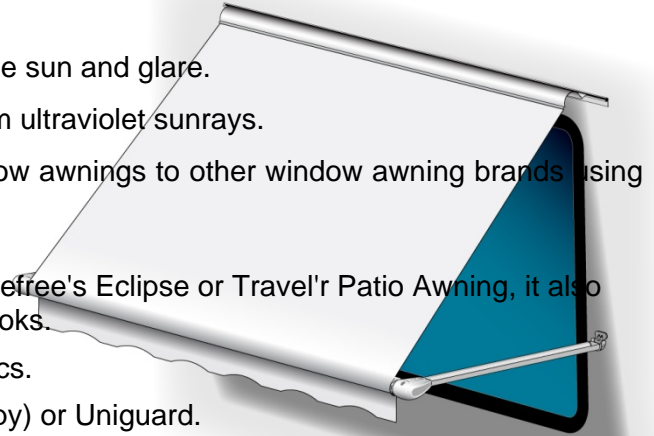 e sun and glare.
n ultraviolet sunrays.
ow awnings to other window awning brands using
efree's Eclipse or Travel'r Patio Awning, it also
oks.
cs.
oy) or Uniguard.